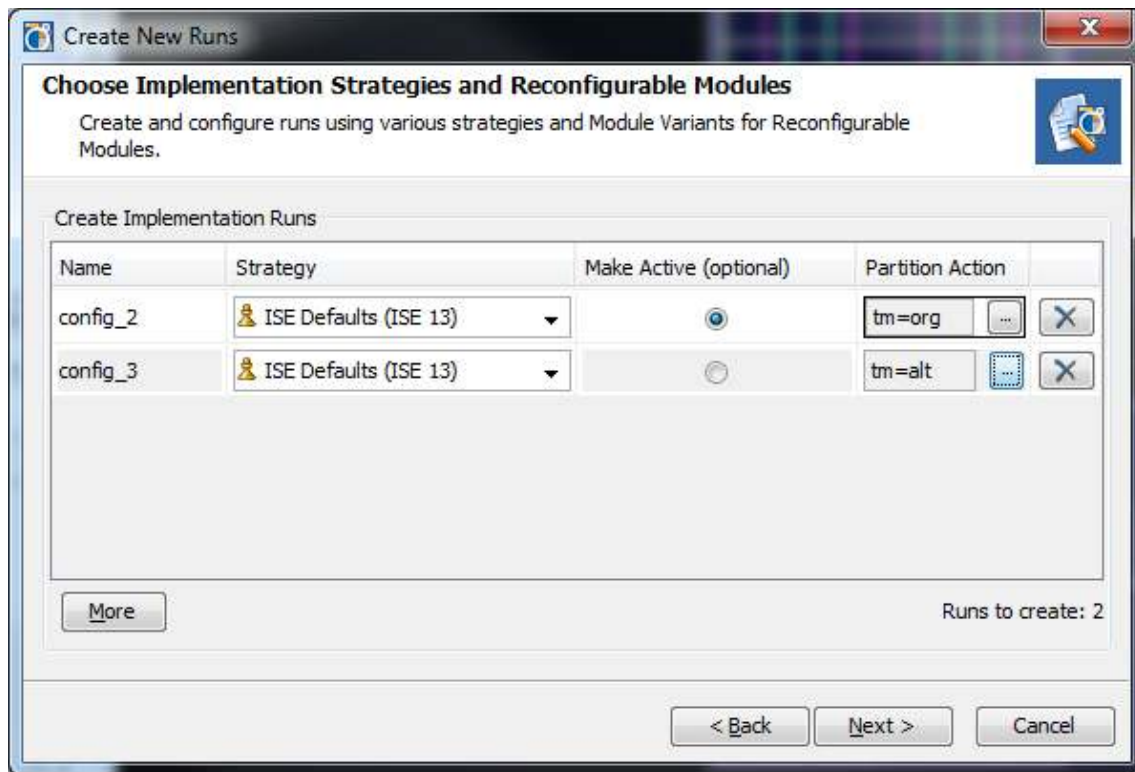 Create New Runs
Choose Implementation Strategies and Reconfigurable Modules
Create and configure runs using various strategies and Module Variants for Reconfigurable
Modules.
Create Implementation Runs
Name Strategy Make Active (optional) Partition Action
config_2 ISE Defaults (ISE 13) tm=org ...
config_3 ISE Defaults (ISE 13) tm=alt ...
More Runs to create: 2
< Back Next > Cancel